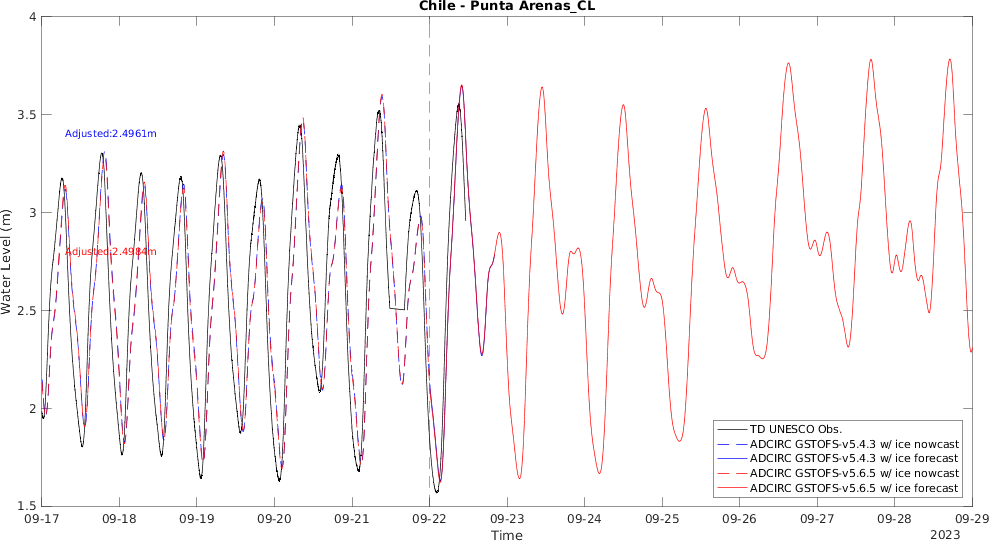 Chile - Punta Arenas_CL
4
3.5
3
2.5
2
1.5
Water Level (m)
Adjusted:2.4961m
Adjusted:2.4984m
TD UNESCO Obs.
ADCIRC GSTOFS-v5.4.3 w/ ice nowcast
ADCIRC GSTOFS-v5.4.3 w/ ice forecast
ADCIRC GSTOFS-v5.6.5 w/ ice nowcast
ADCIRC GSTOFS-v5.6.5 w/ ice forecast
09-17 09-18 09-19 09-20 09-21 09-22 09-23 09-24 09-25 09-26 09-27 09-28 09-29
Time
2023